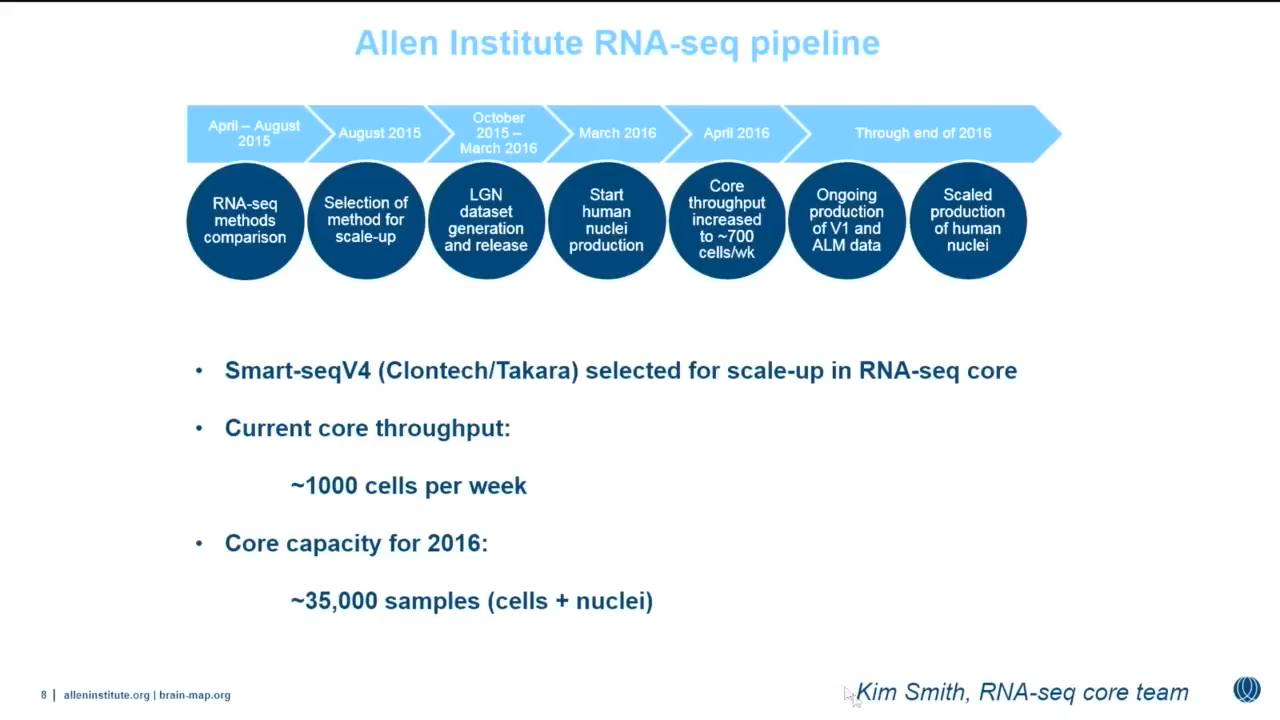 Allen Institute RNA-seq pipeline
April – August
2015
August 2015
October
2015 –
March 2016
March 2016
April 2016
Through end of 2016
RNA-seq
methods
comparison
Selection of
method for
scale-up
LGN
dataset
generation
and release
Start
human
nuclei
production
Core
throughput
increased
to ~700
cells/wk
Ongoing
production
of V1 and
ALM data
Scaled
production
of human
nuclei
• Smart-seqV4 (Clontech/Takara) selected for scale-up in RNA-seq core
• Current core throughput:
~1000 cells per week
• Core capacity for 2016:
~35,000 samples (cells + nuclei)
8 | alleninstitute.org | brain-map.org
Kim Smith, RNA-seq core team